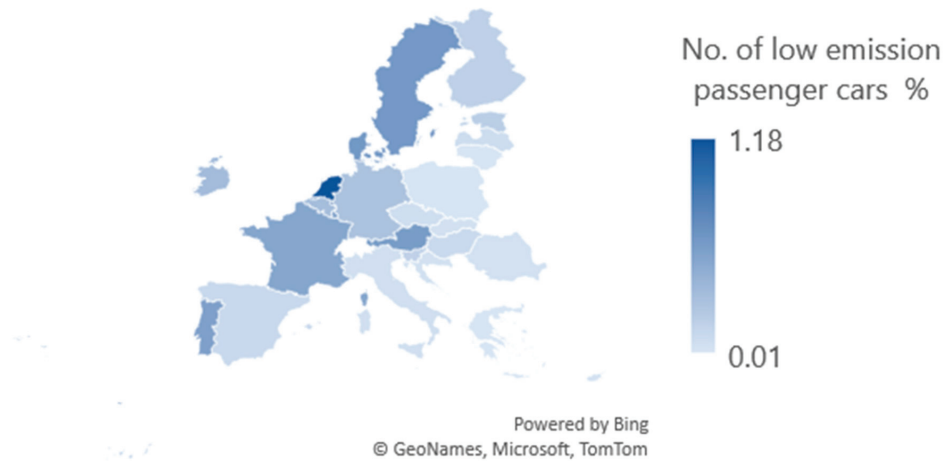 No. of low emission
passenger cars %
1.18
0.01
Powered by Bing
© GeoNames, Microsoft, TomTom